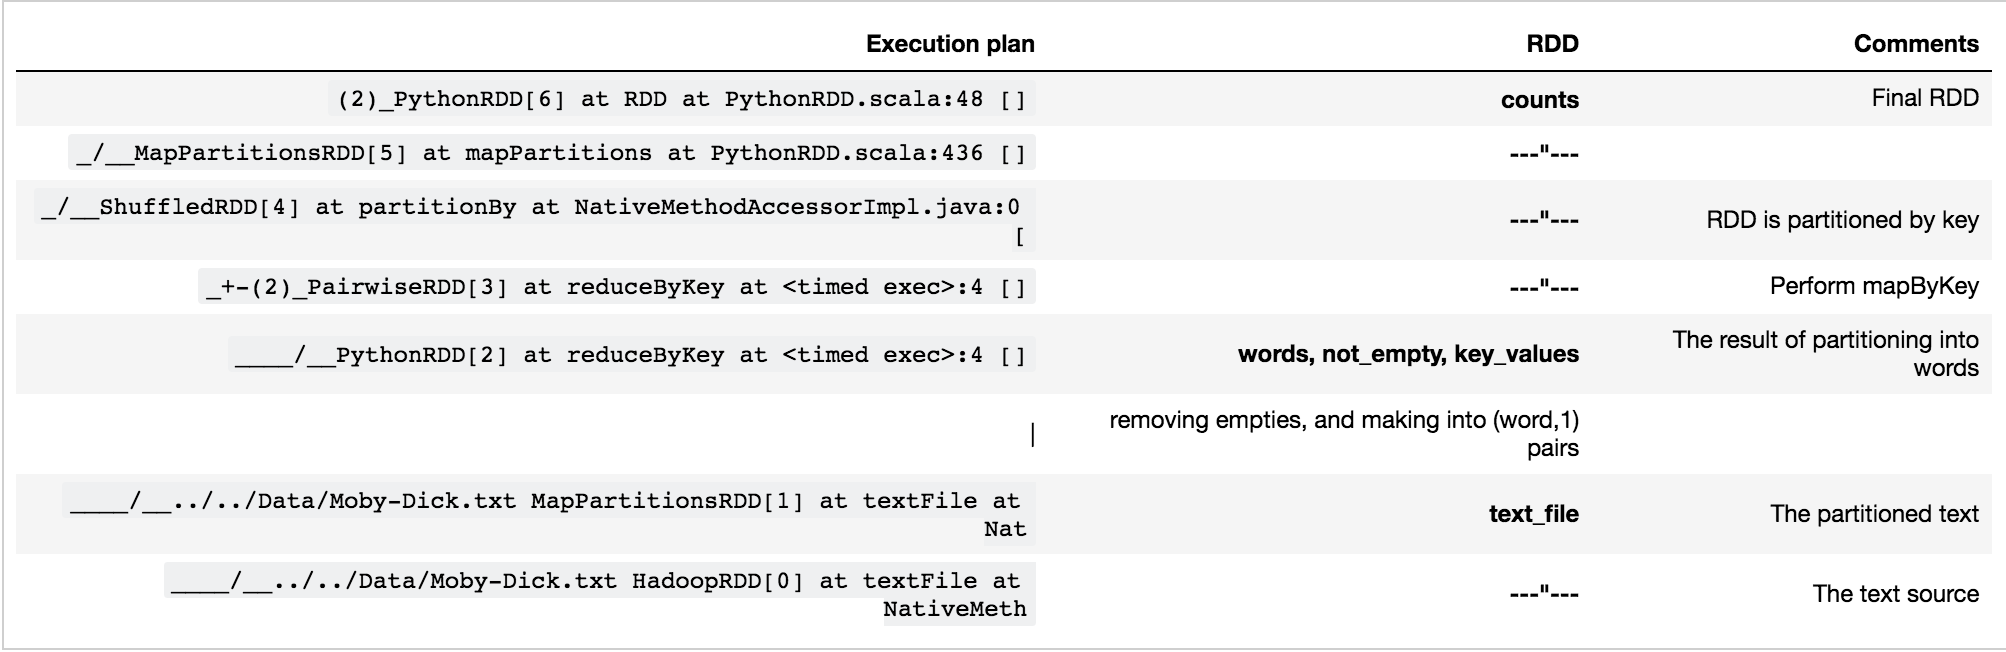 Execution plan RDD Comments
(2)_PythonRDD[6] at RDD at PythonRDD.scala:48 [] counts Final RDD
_/__MapPartitionsRDD[5] at mapPartitions at PythonRDD.scala:436 [] ---"---
_/__ShuffledRDD[4] at partitionBy at NativeMethodAccessorImpl.java:0
[ ---"--- RDD is partitioned by key
_+-(2)_PairwiseRDD[3] at reduceByKey at <timed exec>:4 [] ---"--- Perform mapByKey
____/__PythonRDD[2] at reduceByKey at <timed exec>:4 [] words, not_empty, key_values The result of partitioning into
words
| removing empties, and making into (word,1)
pairs
____/__../../Data/Moby-Dick.txt MapPartitionsRDD[1] at textFile at
Nat text_file The partitioned text
____/__../../Data/Moby-Dick.txt HadoopRDD[0] at textFile at
NativeMeth ---"--- The text source